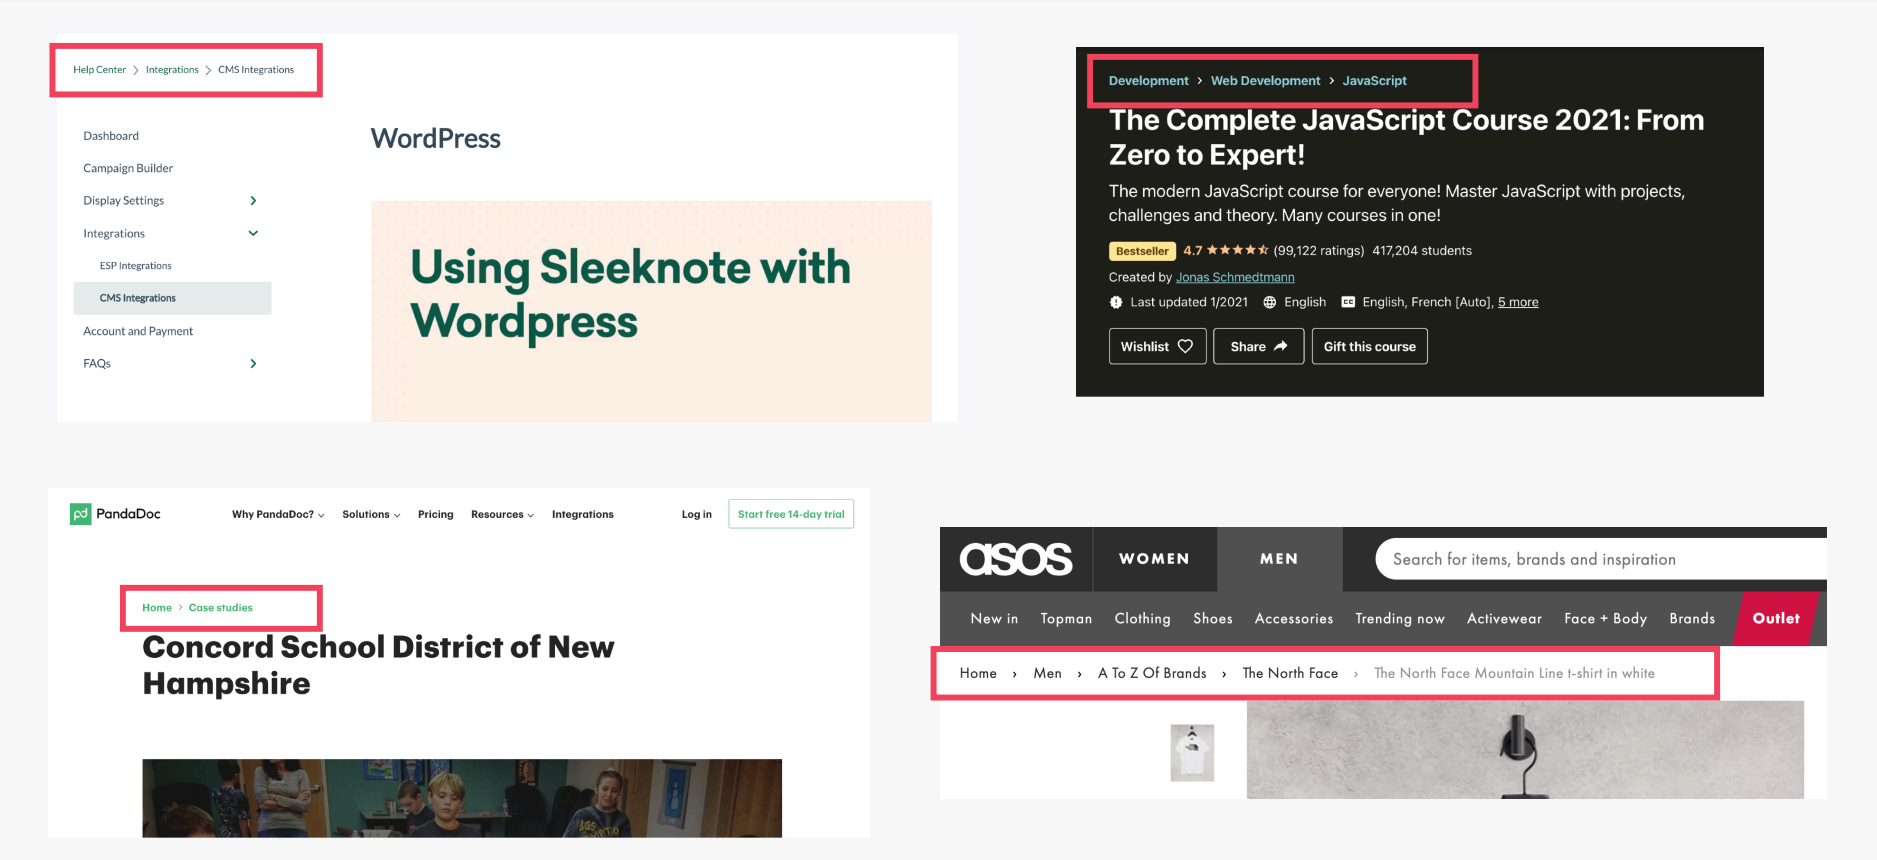 Help Center > Integrations > CMS Integrations
Dashboard
Campaign Builder
Display Settings
Integrations
ESP Integrations
CMS Integrations
Account and Payment
FAQs
WordPress
Using Sleeknote with
Wordpress
Development > Web Development > JavaScript
The Complete JavaScript Course 2021: From
Zero to Expert!
The modern JavaScript course for everyone! Master JavaScript with projects,
challenges and theory. Many courses in one!
Bestseller 4.7 ★★★★★ (99,122 ratings) 417,204 students
Created by Jonas Schmedtmann
Last updated 1/2021 English CC English, French [Auto], 5 more
Wishlist Share Gift this course
pd PandaDoc Why PandaDoc? Solutions Pricing Resources Integrations Log in Start free 14-day trial
Home > Case studies
Concord School District of New
Hampshire
asos WOMEN MEN Search for items, brands and inspiration
New in Topman Clothing Shoes Accessories Trending now Activewear Face + Body Brands Outlet
Home > Men > A To Z Of Brands > The North Face > The North Face Mountain Line t-shirt in white